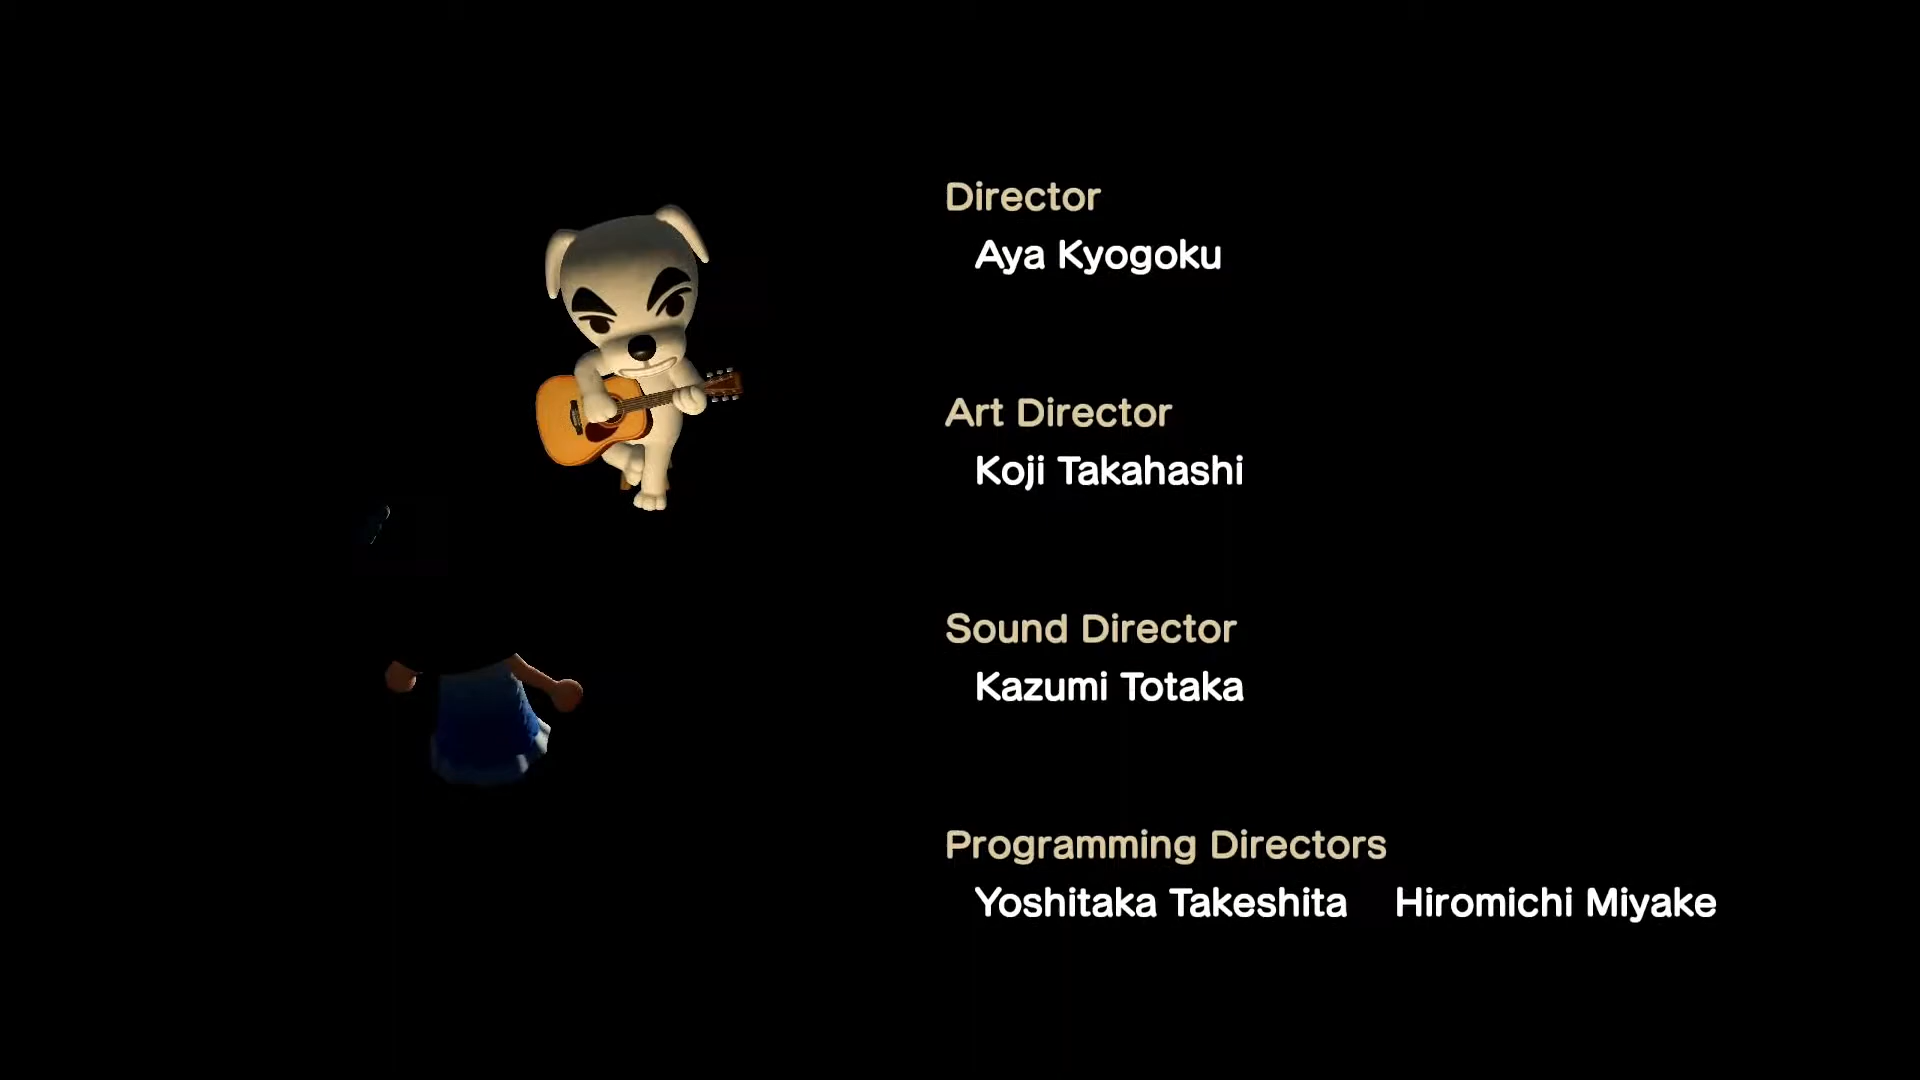 Director
Aya Kyogoku
Art Director
Koji Takahashi
Sound Director
Kazumi Totaka
Programming Directors
Yoshitaka Takeshita Hiromichi Miyake